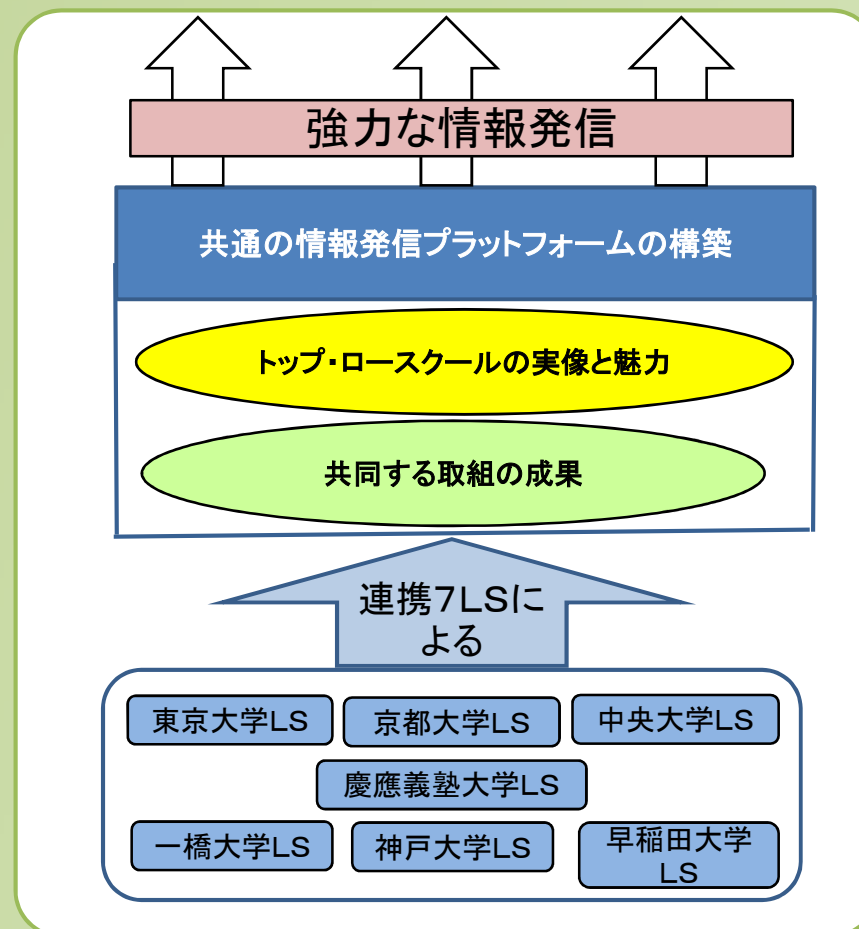 強力な情報発信
共通の情報発信プラットフォームの構築
トップ・ロースクールの実像と魅力
共同する取組の成果
連携7LSに
よる
東京大学LS
京都大学LS
中央大学LS
慶應義塾大学LS
一橋大学LS
神戸大学LS
早稲田大学
LS